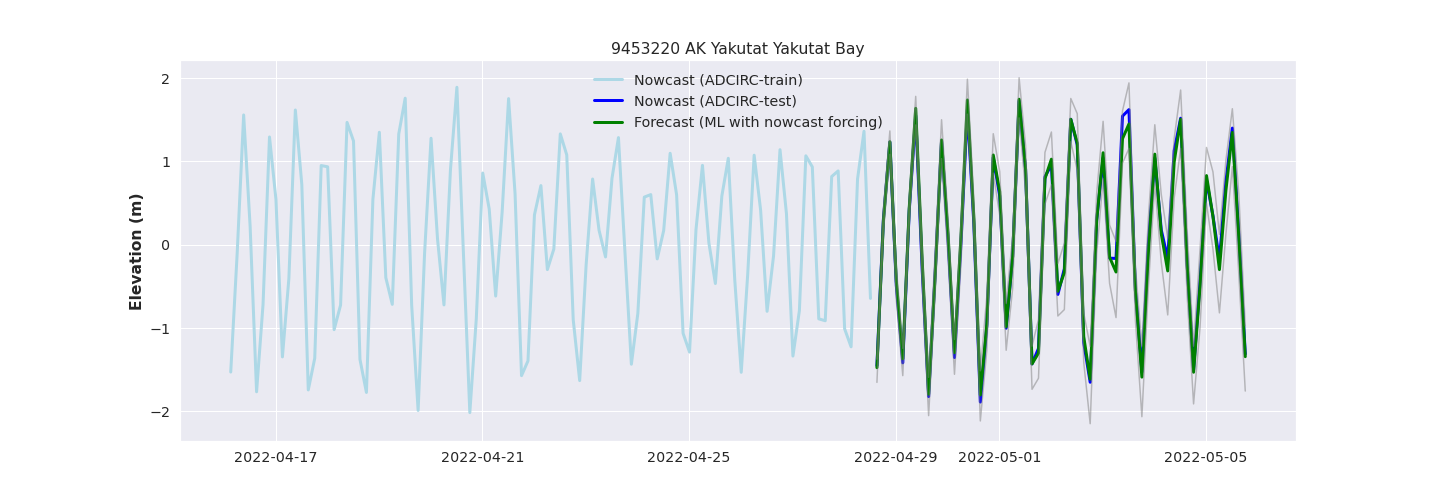 9453220 AK Yakutat Yakutat Bay
Nowcast (ADCIRC-train)
Nowcast (ADCIRC-test)
Forecast (ML with nowcast forcing)
Elevation (m)
2
1
0
−1
−2
2022-04-17
2022-04-21
2022-04-25
2022-04-29
2022-05-01
2022-05-05